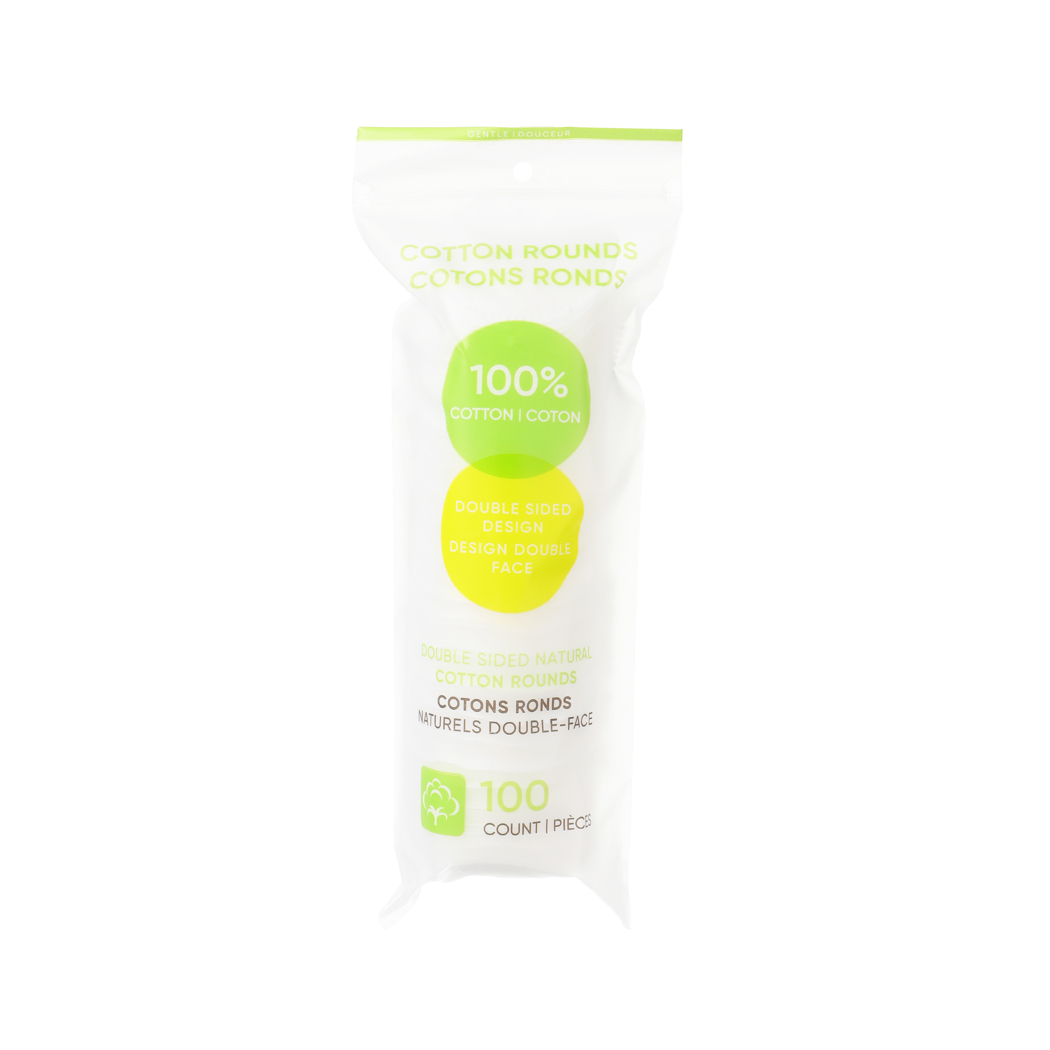 GENTLE | DOUCEUR
COTTON ROUNDS
COTONS RONDS
100%
COTTON | COTON
DOUBLE SIDED
DESIGN
DESIGN DOUBLE
FACE
DOUBLE SIDED NATURAL
COTTON ROUNDS
COTONS RONDS
NATURELS DOUBLE-FACE
100
COUNT | PIÈCES